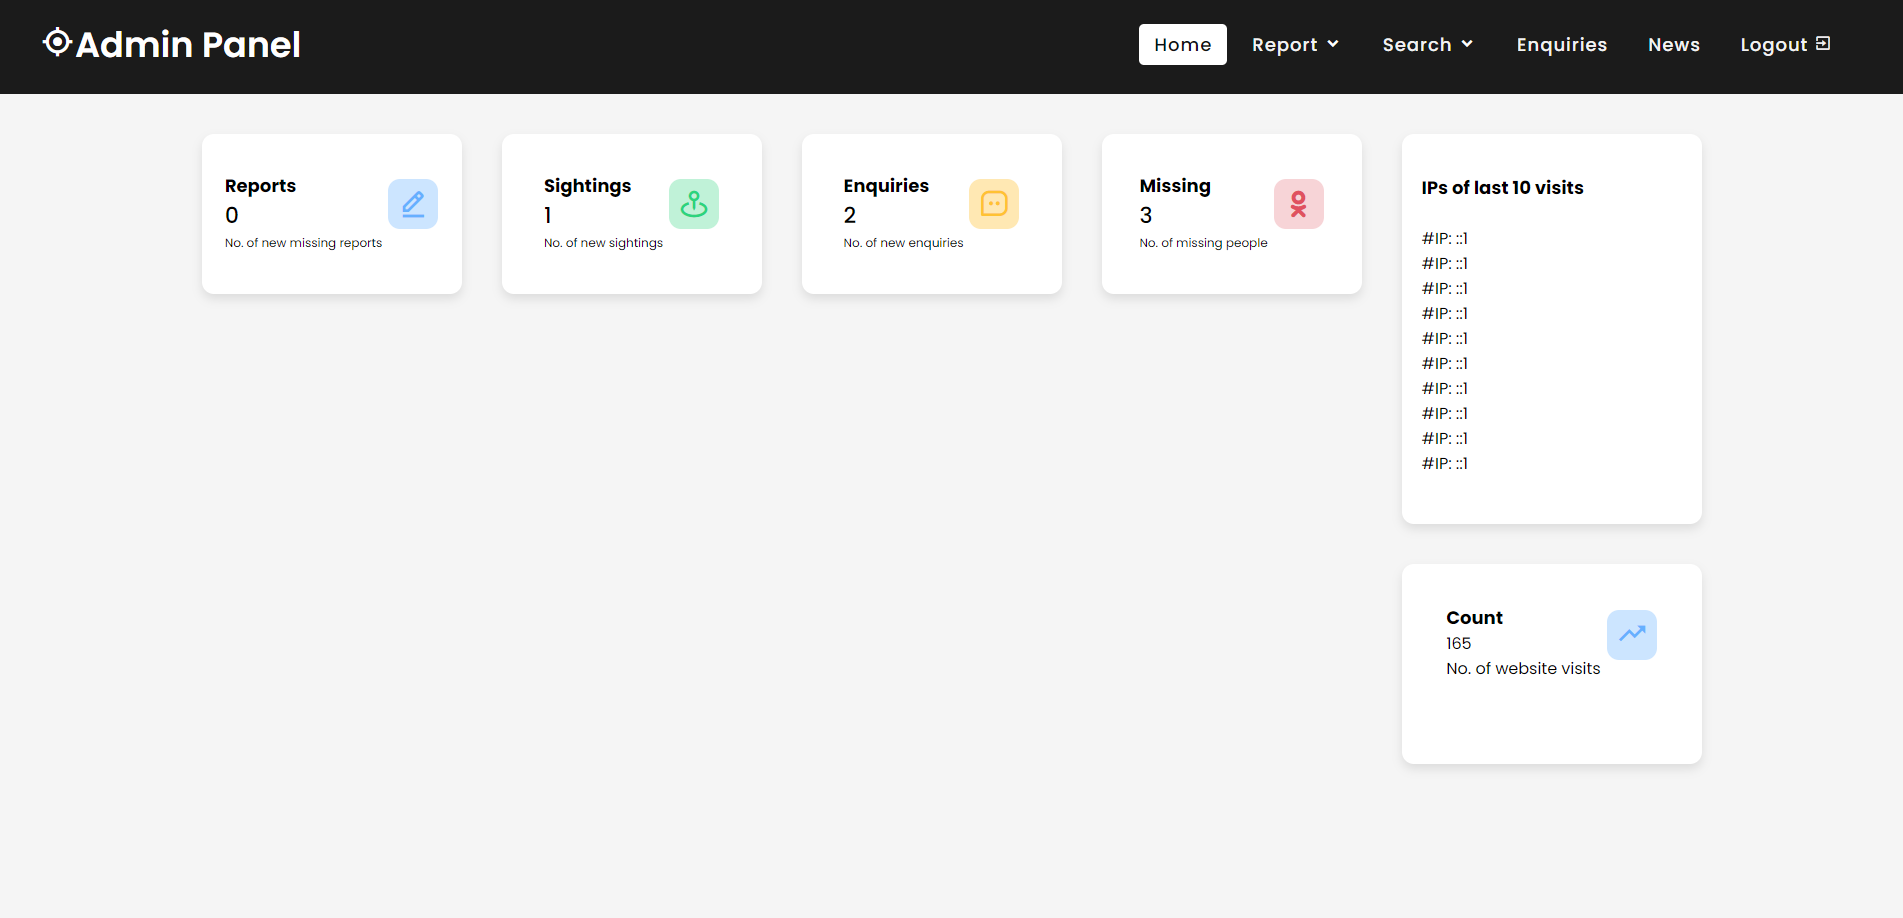 Admin Panel
Home Report Search Enquiries News Logout
Reports
0
No. of new missing reports
Sightings
1
No. of new sightings
Enquiries
2
No. of new enquiries
Missing
3
No. of missing people
IPs of last 10 visits
#IP: ::1
#IP: ::1
#IP: ::1
#IP: ::1
#IP: ::1
#IP: ::1
#IP: ::1
#IP: ::1
#IP: ::1
#IP: ::1
Count
165
No. of website visits